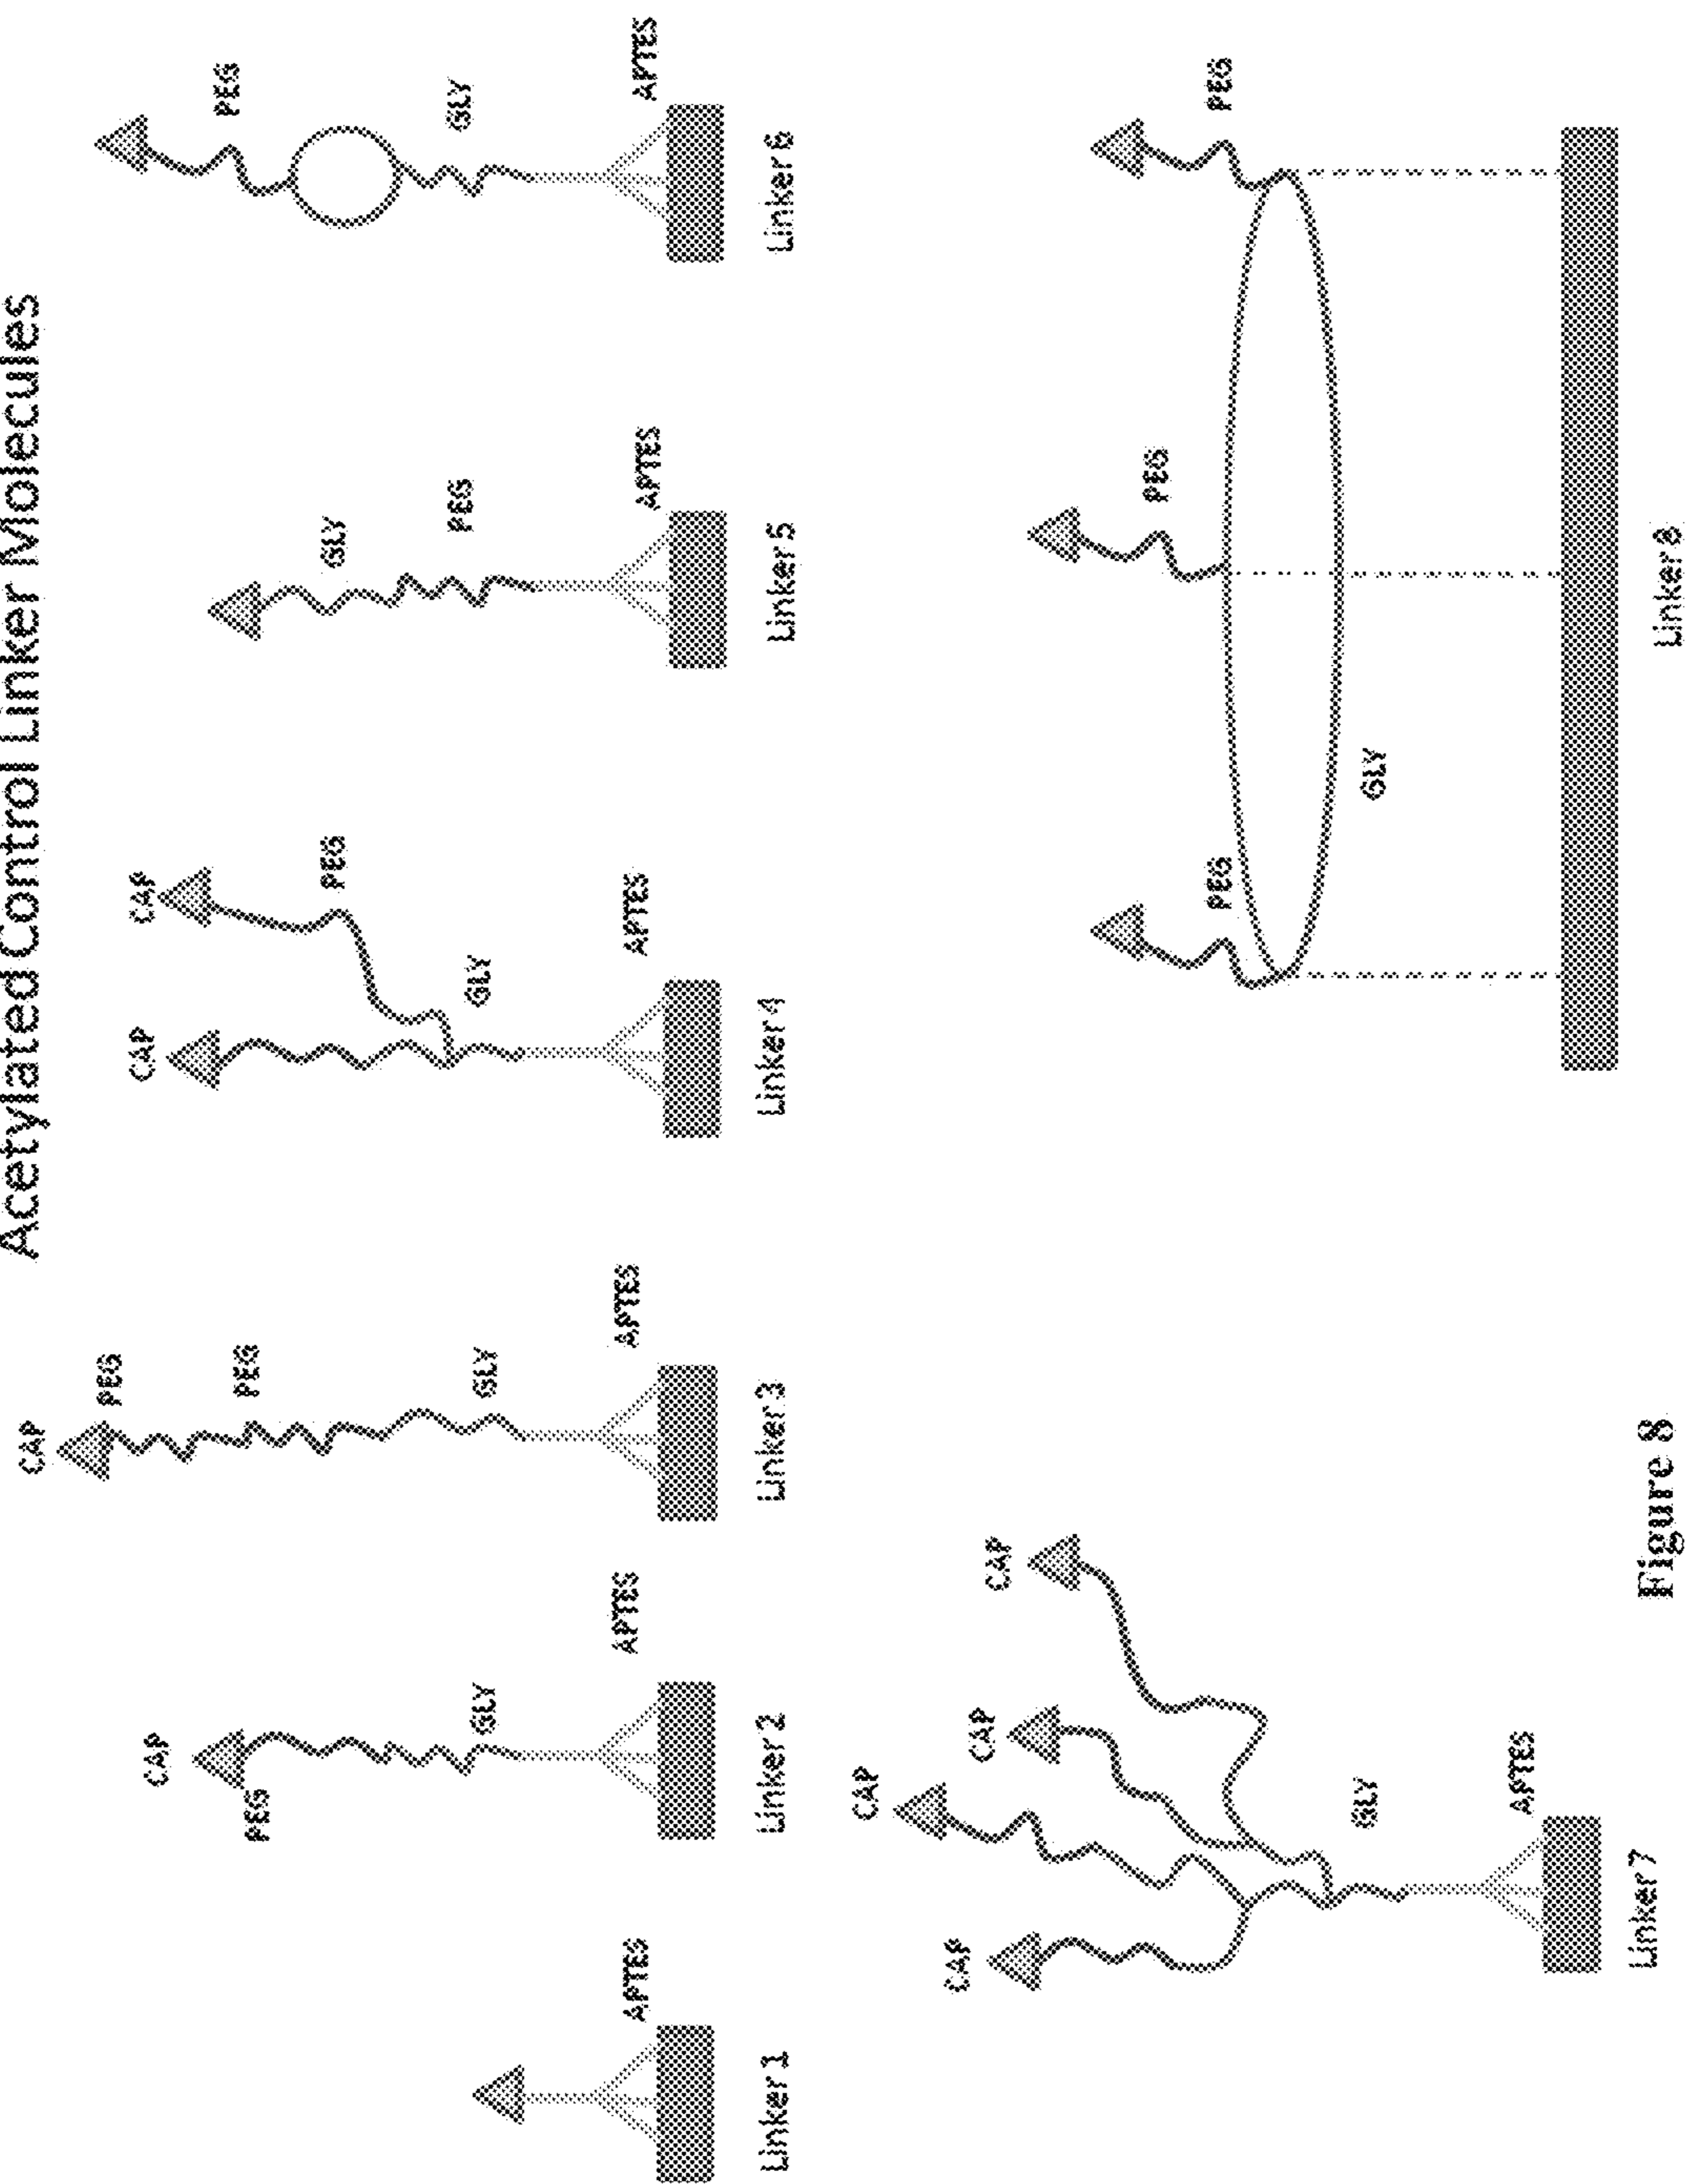 Acetylated Control Linker Molecules
APTES
Linker 1
CAP
PEG
GLY
APTES
Linker 2
CAP
PEG
PEG
GLY
APTES
Linker 3
CAP
CAP
PEG
GLY
APTES
Linker 4
GLY
PEG
APTES
Linker 5
PEG
GLY
APTES
Linker 6
CAP
CAP
CAP
CAP
GLY
APTES
Linker 7
PEG
PEG
PEG
GLY
Linker 8
Figure 8